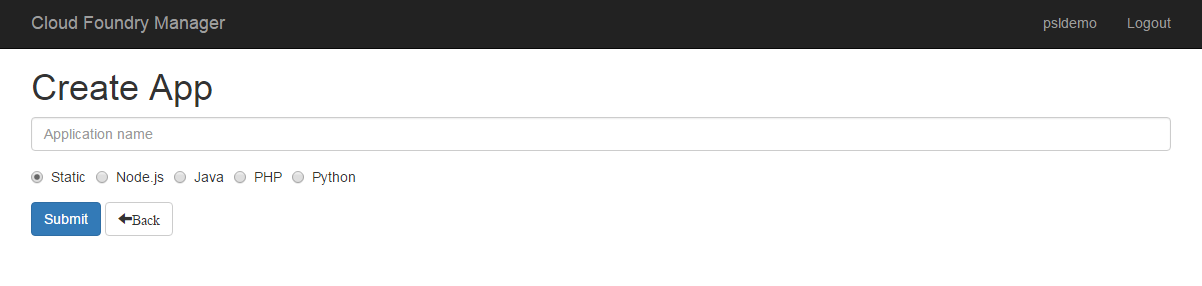 Cloud Foundry Manager psldemo Logout
Create App
Application name
Static Node.js Java PHP Python
Submit Back